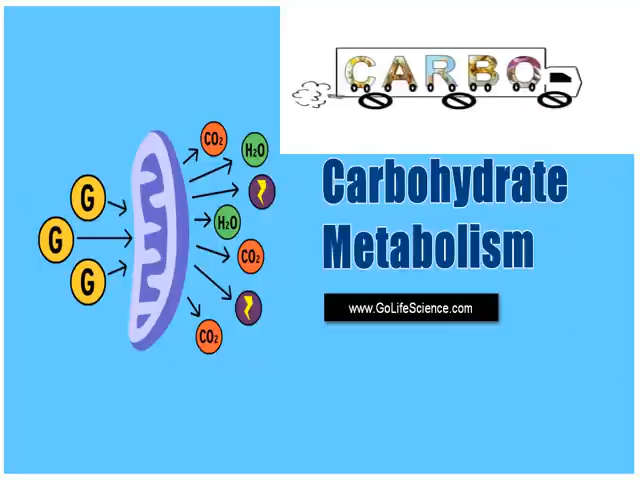 CARBO
Carbohydrate
Metabolism
www.GoLifeScience.com
G
G
G
CO₂
H₂O
H₂O
CO₂
CO₂